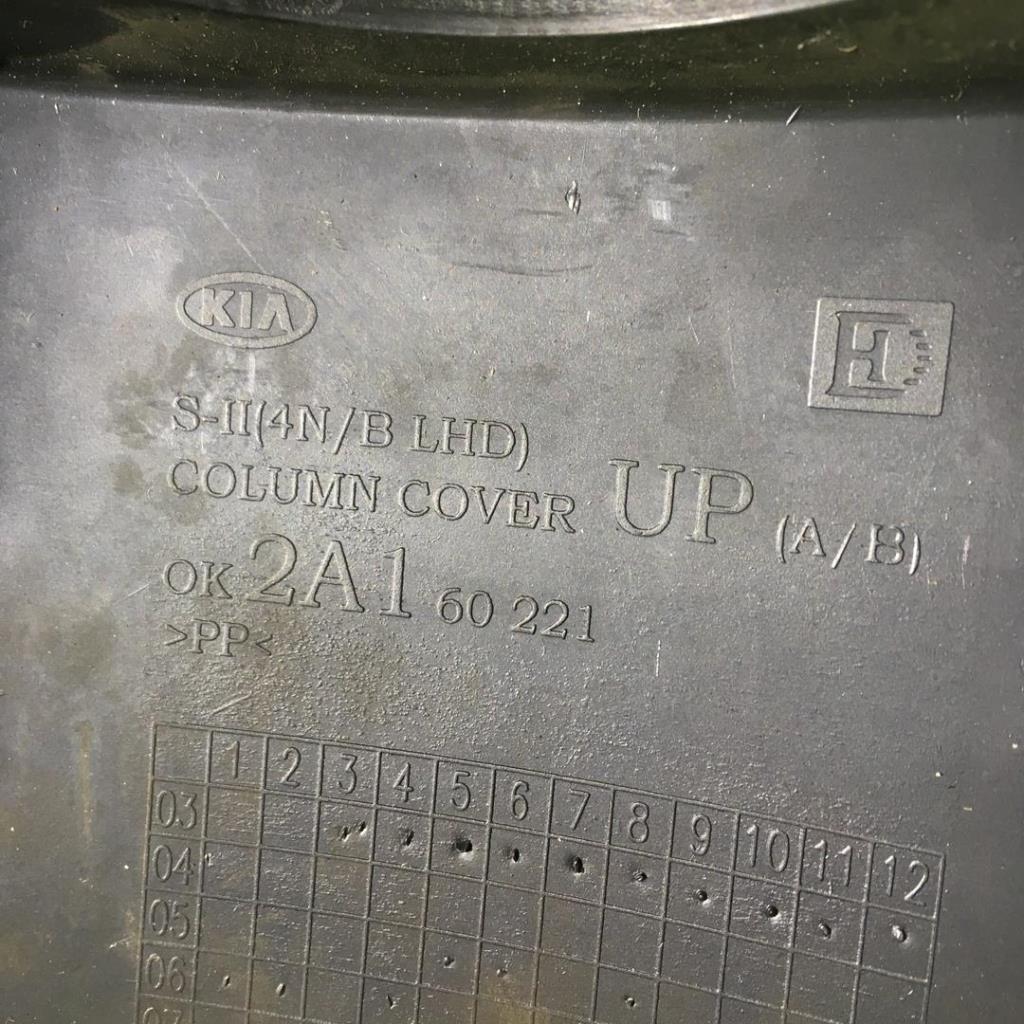 KIA
S-II(4N/B LHD)
COLUMN COVER UP (A/B)
OK 2A1 60 221
>PP<
1 2 3 4 5 6 7 8 9 10 11 12
03
04
05
06
07